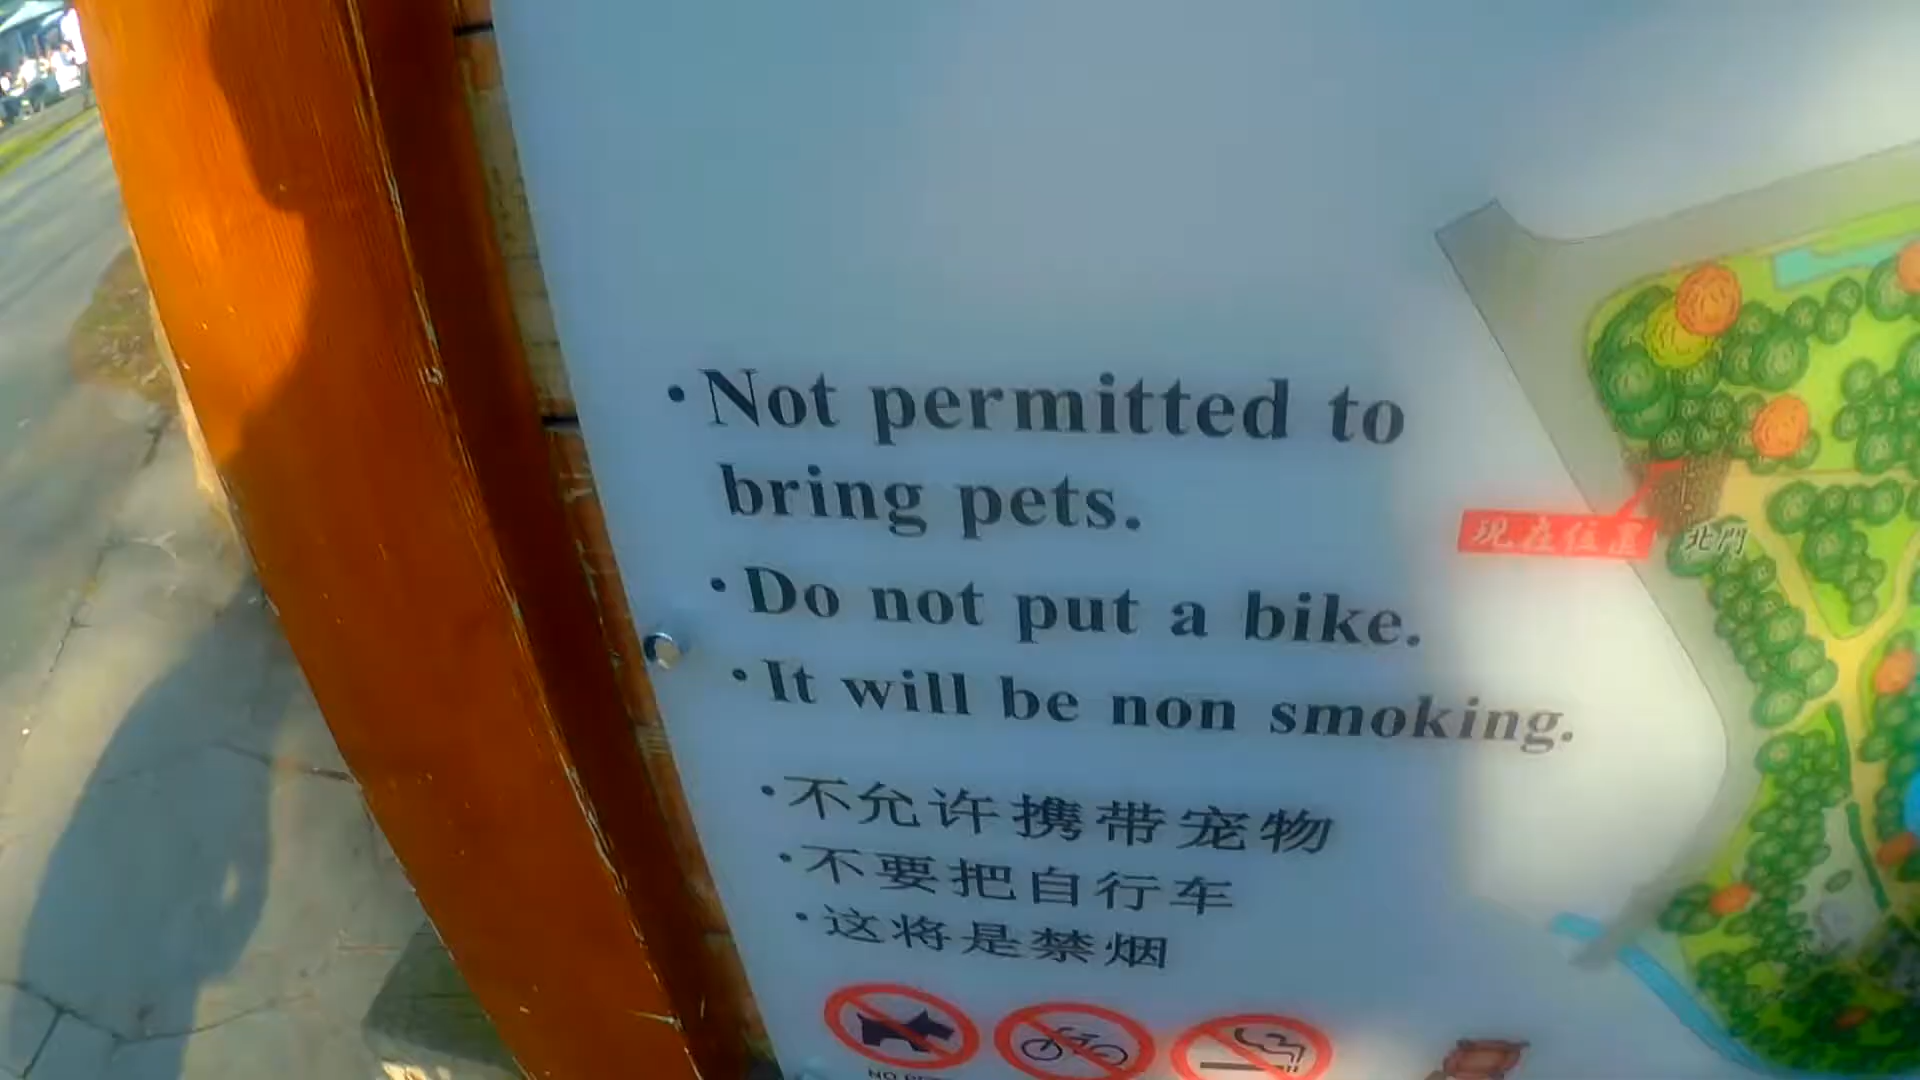 ・Not permitted to
bring pets.
・Do not put a bike.
・It will be non smoking.
・不允许携带宠物
・不要把自行车
・这将是禁烟
现在位置
北門